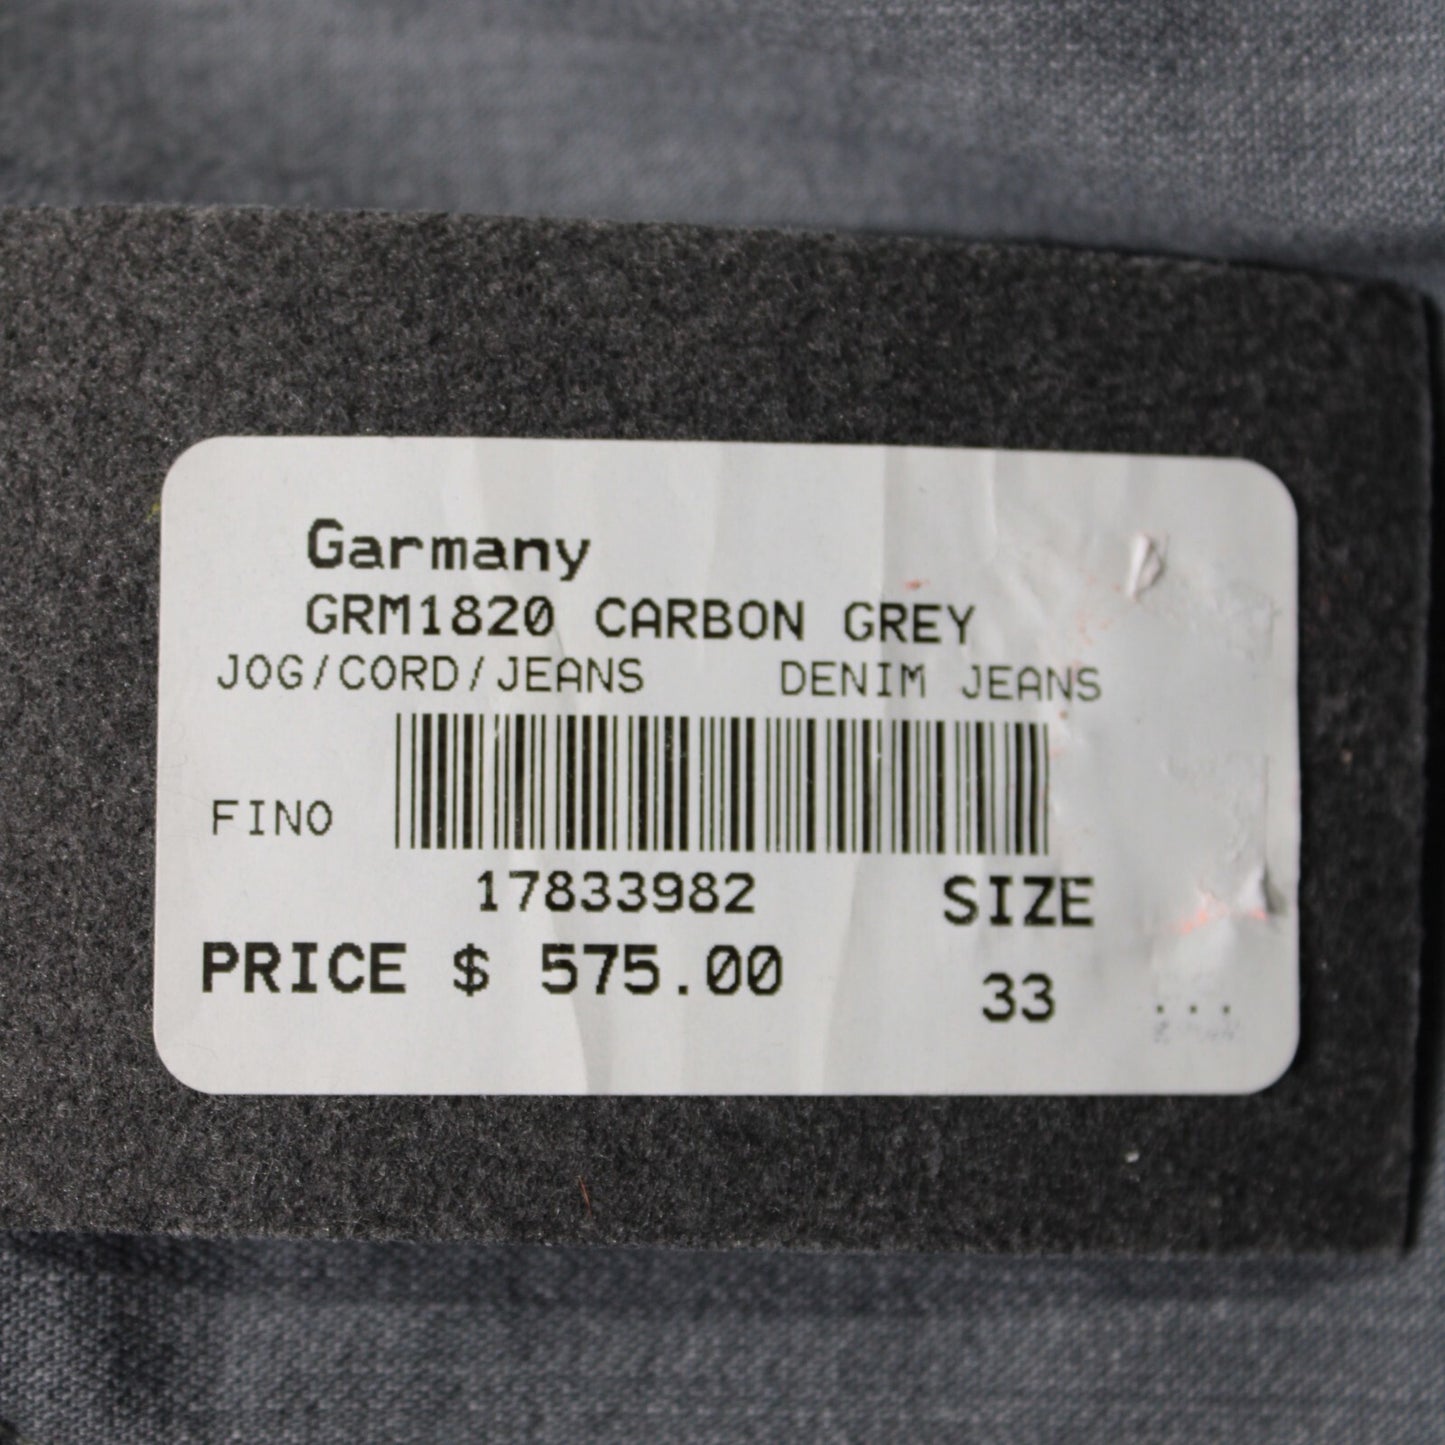 Garmany
GRM1820 CARBON GREY
JOG/CORD/JEANS DENIM JEANS
FINO
17833982 SIZE
PRICE $ 575.00 33
...